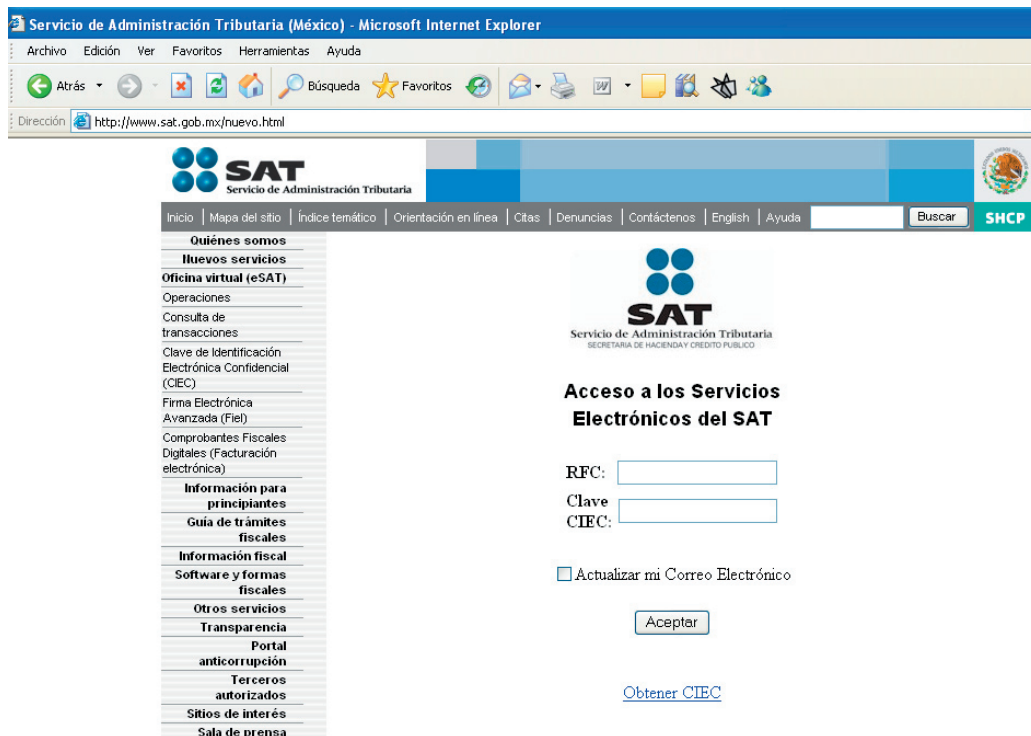 Servicio de Administración Tributaria (México) - Microsoft Internet Explorer
Archivo Edición Ver Favoritos Herramientas Ayuda
Atrás Búsqueda Favoritos
Dirección http://www.sat.gob.mx/nuevo.html
SAT
Servicio de Administración Tributaria
Inicio | Mapa del sitio | Índice temático | Orientación en línea | Citas | Denuncias | Contáctenos | English | Ayuda Buscar SHCP
Quiénes somos
Nuevos servicios
Oficina virtual (eSAT)
Operaciones
Consulta de
transacciones
Clave de Identificación
Electrónica Confidencial
(CIEC)
Firma Electrónica
Avanzada (Fiel)
Comprobantes Fiscales
Digitales (Facturación
electrónica)
Información para
principiantes
Guía de trámites
fiscales
Información fiscal
Software y formas
fiscales
Otros servicios
Transparencia
Portal
anticorrupción
Terceros
autorizados
Sitios de interés
Sala de prensa
SAT
Servicio de Administración Tributaria
SECRETARIA DE HACIENDA Y CREDITO PUBLICO
Acceso a los Servicios
Electrónicos del SAT
RFC:
Clave
CIEC:
Actualizar mi Correo Electrónico
Aceptar
Obtener CIEC